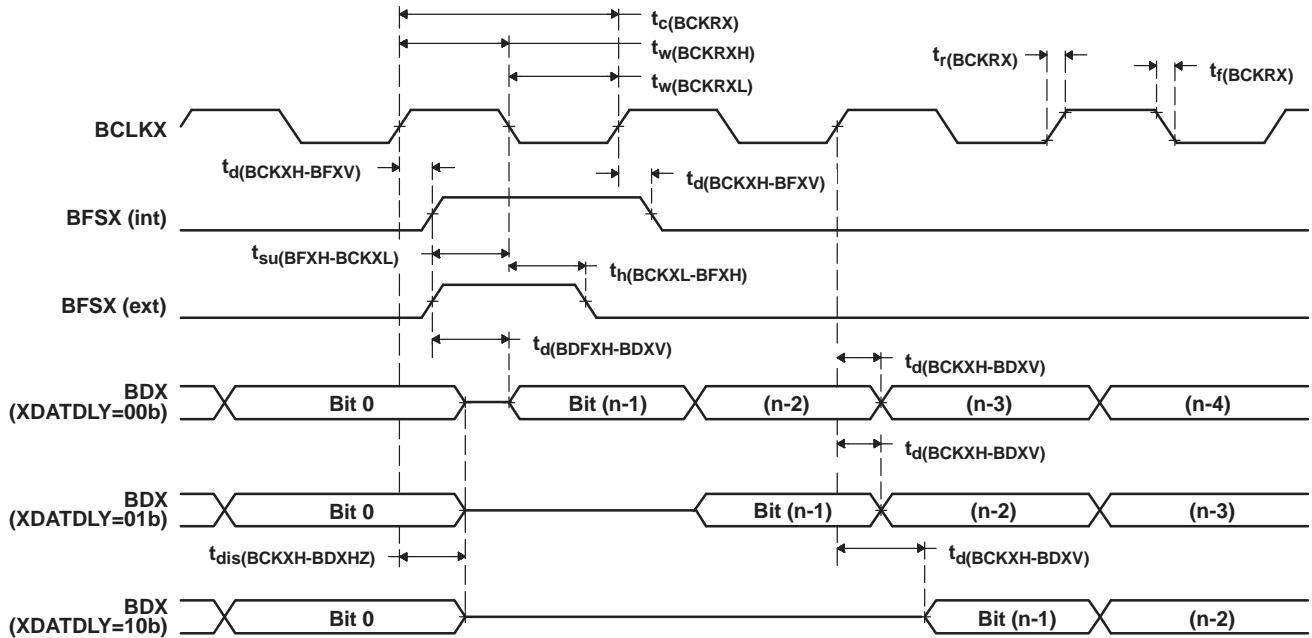 tc(BCKRX)
tw(BCKRXH)
tr(BCKRX)
tf(BCKRX)
tw(BCKRXL)
BCLKX
td(BCKXH-BFXV)
td(BCKXH-BFXV)
BFSX (int)
tsu(BFXH-BCKXL)
th(BCKXL-BFXH)
BFSX (ext)
td(BDFXH-BDXV)
td(BCKXH-BDXV)
BDX
(XDATDLY=00b)
Bit 0
Bit (n-1)
(n-2)
(n-3)
(n-4)
td(BCKXH-BDXV)
BDX
(XDATDLY=01b)
Bit 0
Bit (n-1)
(n-2)
(n-3)
tdis(BCKXH-BDXHZ)
td(BCKXH-BDXV)
BDX
(XDATDLY=10b)
Bit 0
Bit (n-1)
(n-2)